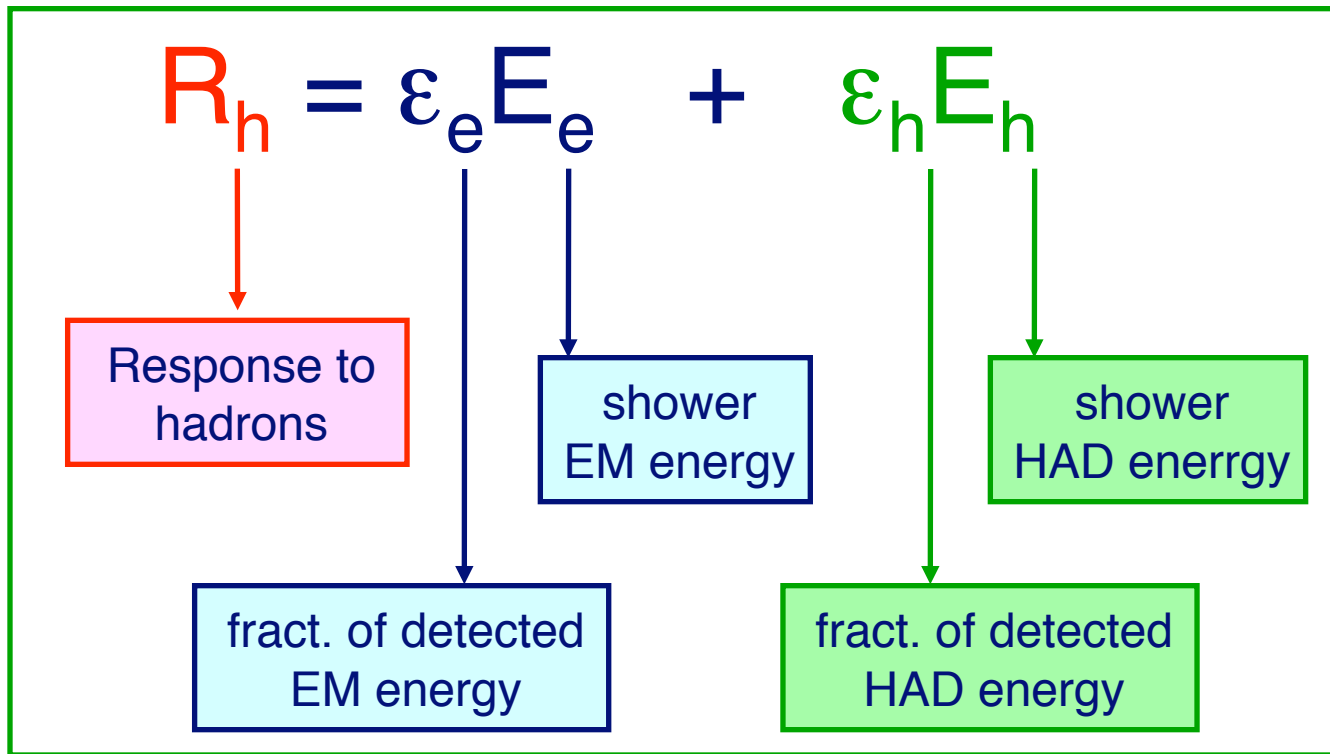 Rₕ = εₑEₑ + εₕEₕ
Response to
hadrons
shower
EM energy
shower
HAD enerrgy
fract. of detected
EM energy
fract. of detected
HAD energy